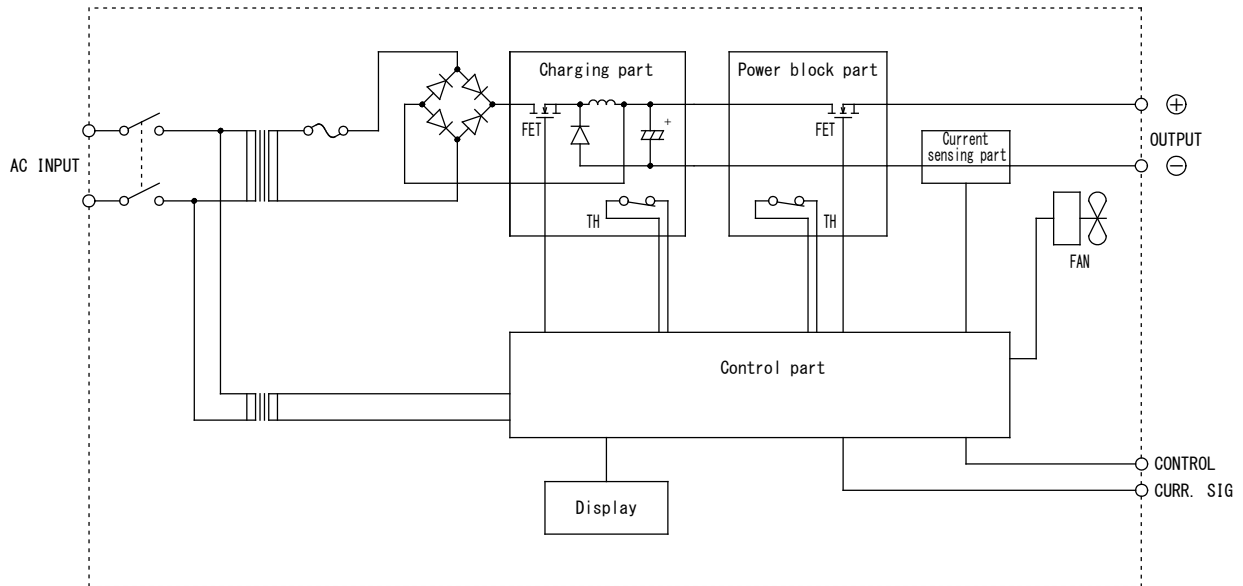 Charging part
Power block part
FET
FET
+
⊕
OUTPUT
⊖
AC INPUT
Current
sensing part
TH
TH
FAN
Control part
Display
CONTROL
CURR. SIG